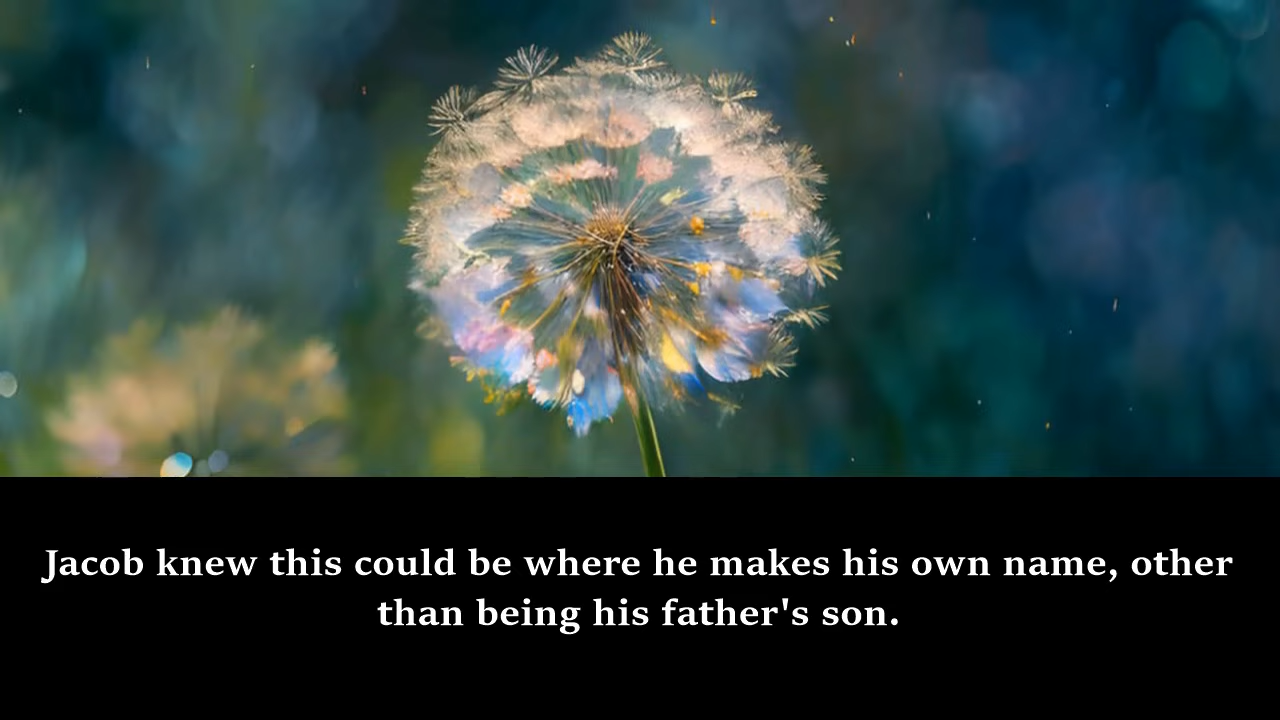 Jacob knew this could be where he makes his own name, other
than being his father's son.